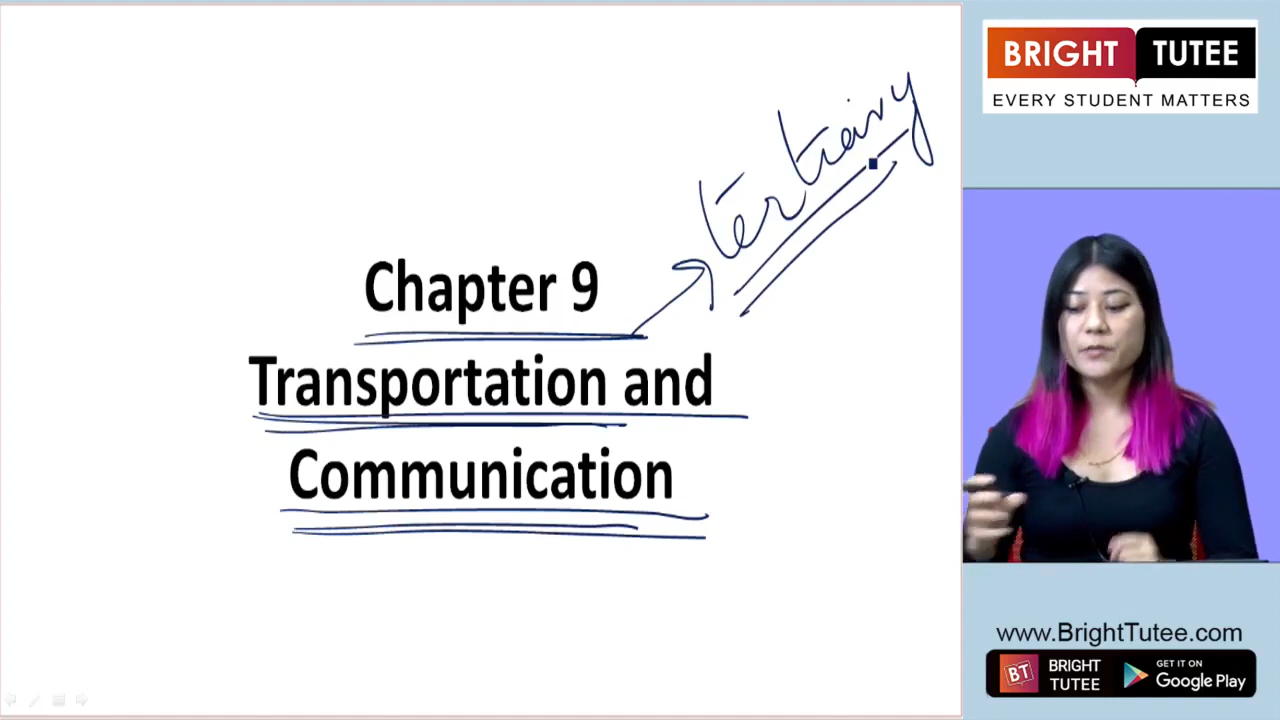 tertiary
Chapter 9
Transportation and
Communication
BRIGHT TUTEE
EVERY STUDENT MATTERS
www.BrightTutee.com
BT
BRIGHT
TUTEE
GET IT ON
Google Play